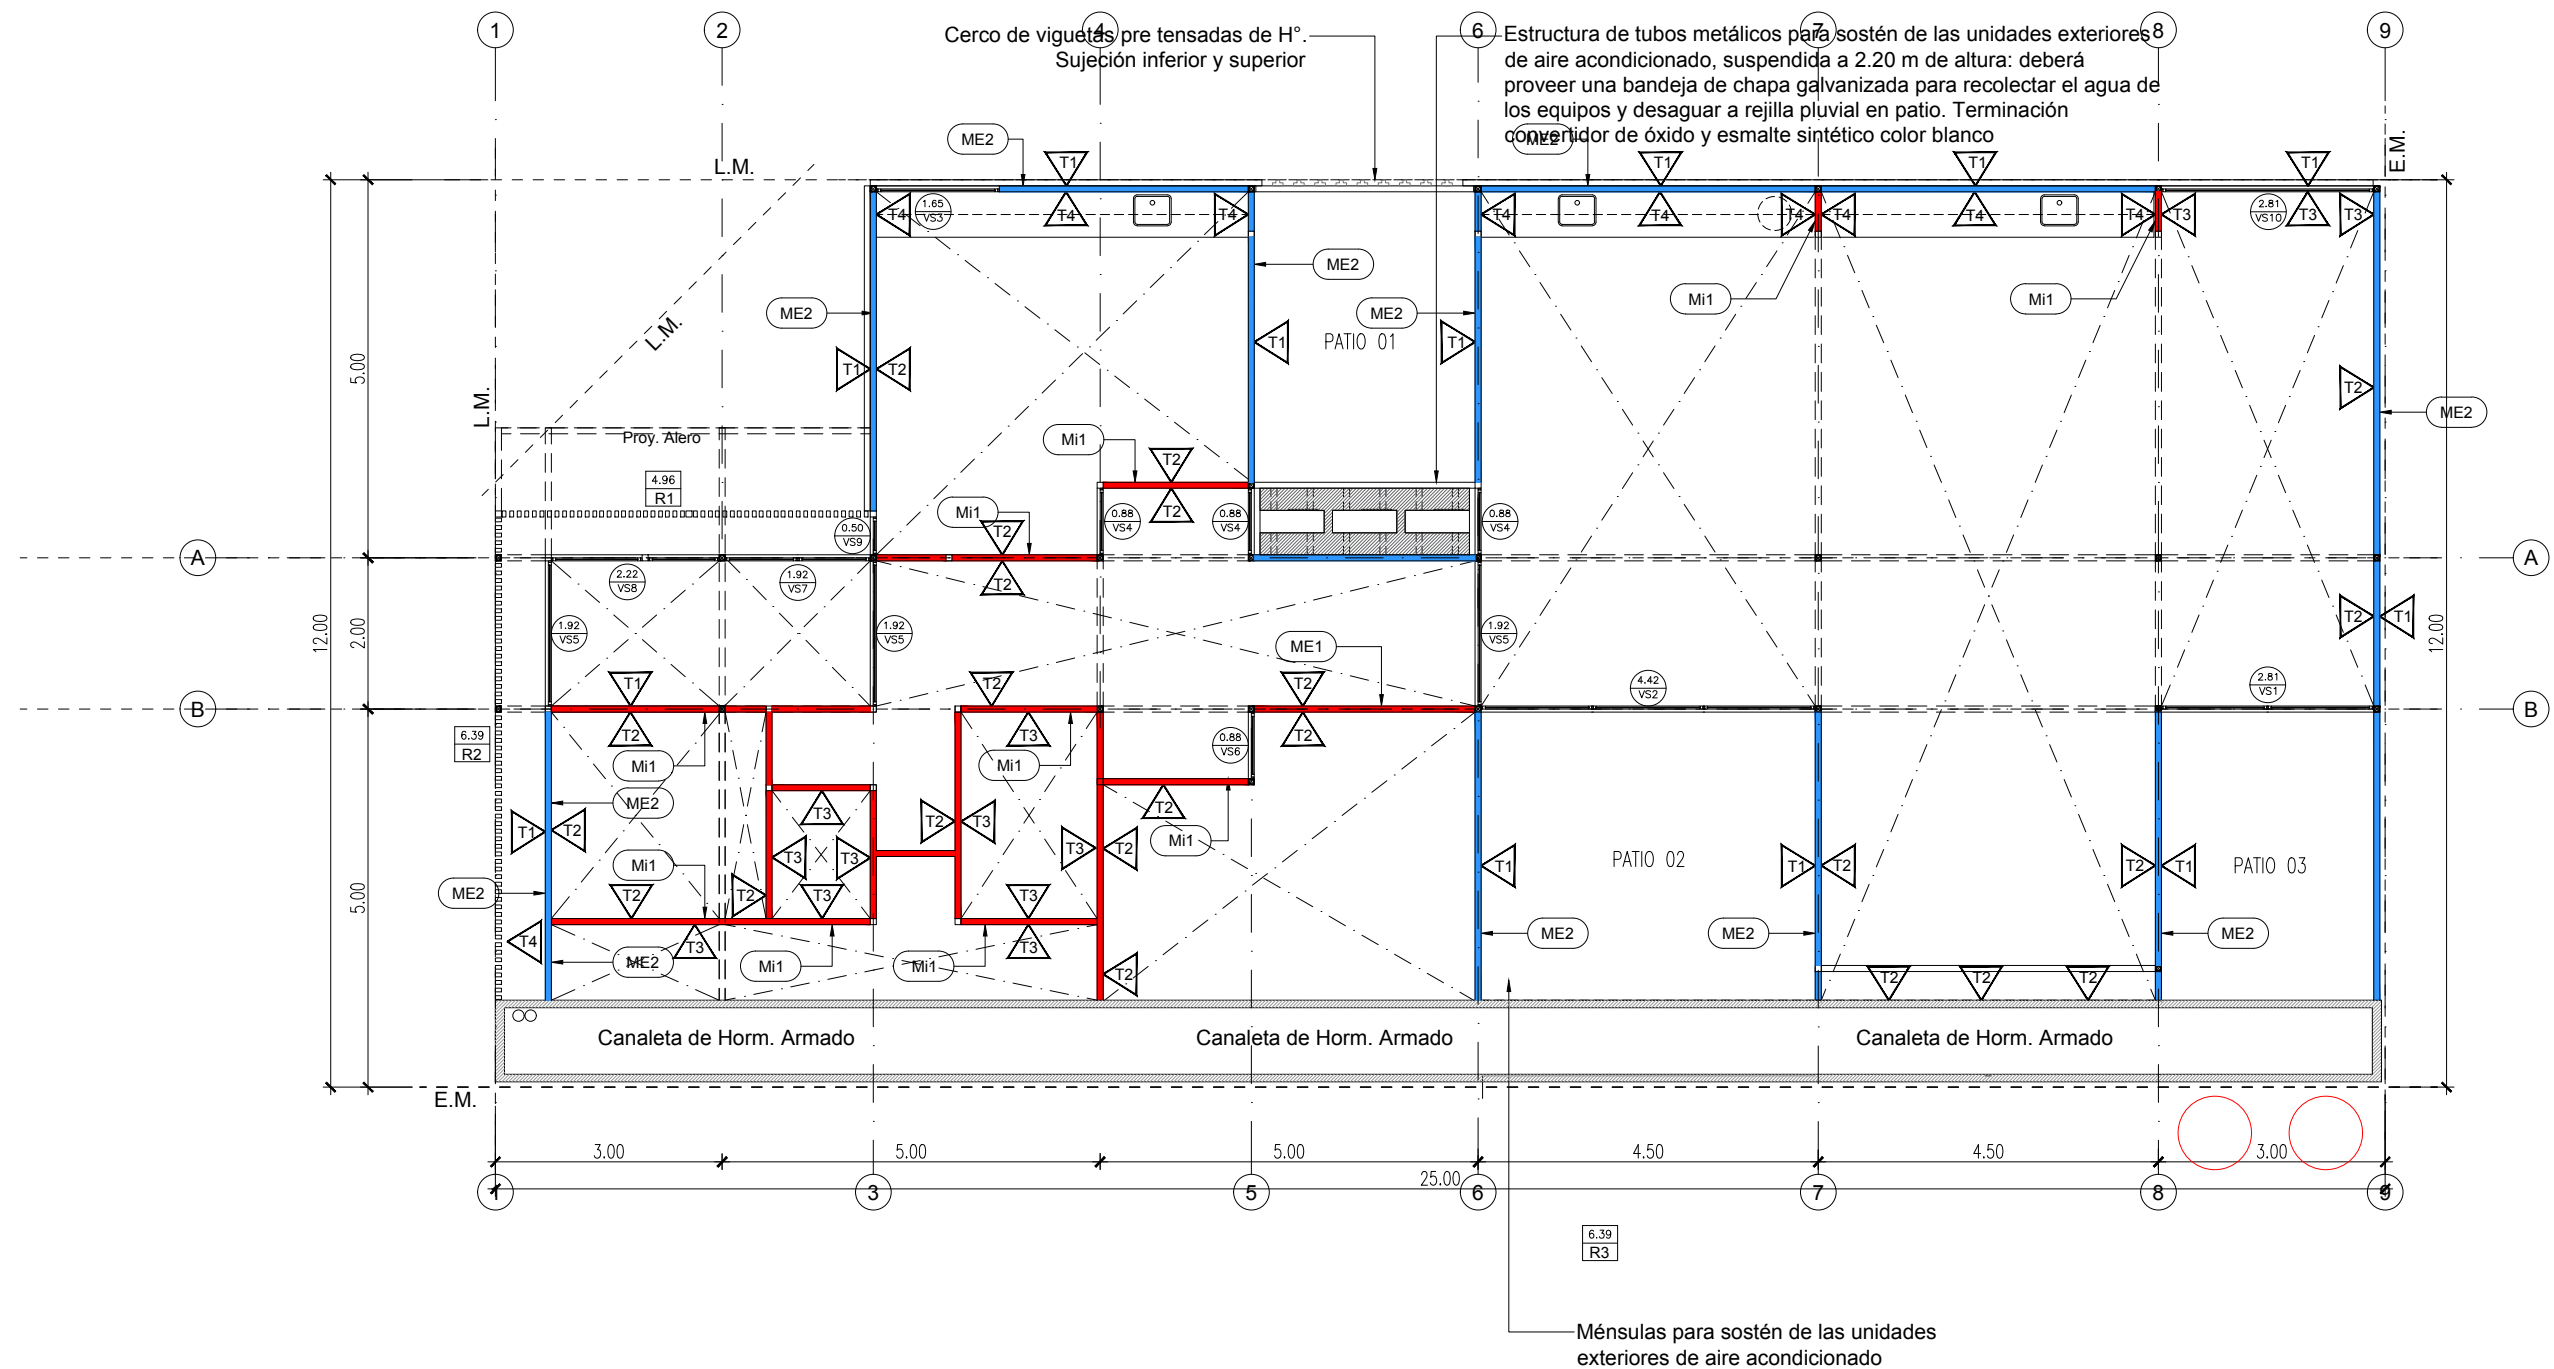 1
2
4
6
7
8
9
Cerco de viguetas pre tensadas de H°.
Sujeción inferior y superior
Estructura de tubos metálicos para sostén de las unidades exteriores
de aire acondicionado, suspendida a 2.20 m de altura: deberá
proveer una bandeja de chapa galvanizada para recolectar el agua de
los equipos y desaguar a rejilla pluvial en patio. Terminación
convertidor de óxido y esmalte sintético color blanco
ME2
ME2
L.M.
E.M.
T1
T1
T1
T1
T4
1.65
VS3
T4
T4
T4
T4
T4
T4
T4
T4
T3
2.81
VS10
T3
T3
ME2
ME2
ME2
Mi1
Mi1
L.M.
T1
PATIO 01
T1
5.00
T1
T2
T2
L.M.
ME2
Proy. Alero
Mi1
T2
4.96
R1
T2
Mi1
0.50
VS9
T2
0.88
VS4
0.88
VS4
0.88
VS4
A
A
T2
2.22
VS8
1.92
VS7
12.00
2.00
1.92
VS5
1.92
VS5
1.92
VS5
T2
T1
12.00
ME1
T1
T2
T2
4.42
VS2
2.81
VS1
B
B
6.39
R2
T2
T3
T2
0.88
VS6
Mi1
Mi1
ME2
T3
T2
T1
T2
T2
T3
Mi1
T3
T3
T3
T2
PATIO 02
T1
T2
T2
T1
PATIO 03
T1
Mi1
5.00
ME2
T2
T2
T3
T3
T4
T3
T3
ME2
ME2
ME2
ME2
Mi1
Mi1
T2
T2
T2
T2
Canaleta de Horm. Armado
Canaleta de Horm. Armado
Canaleta de Horm. Armado
E.M.
3.00
5.00
5.00
4.50
4.50
3.00
25.00
1
3
5
6
7
8
9
6.39
R3
Ménsulas para sostén de las unidades
exteriores de aire acondicionado